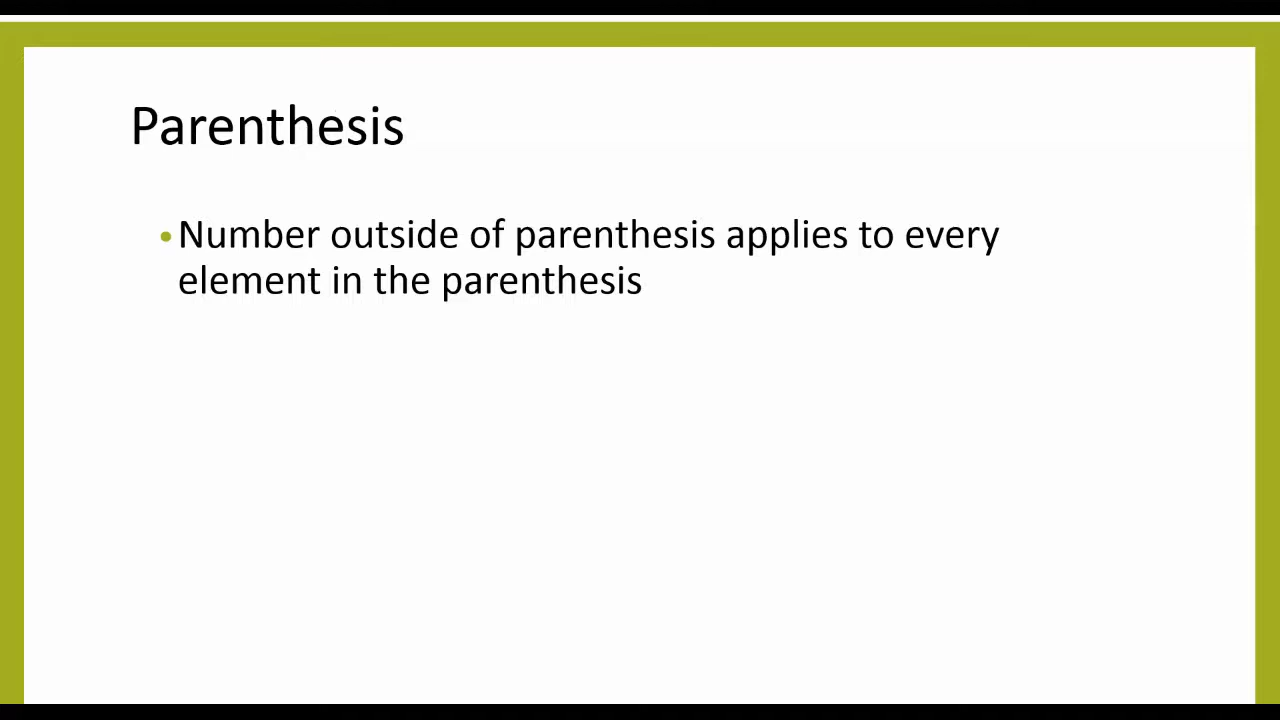 Parenthesis
•Number outside of parenthesis applies to every
element in the parenthesis